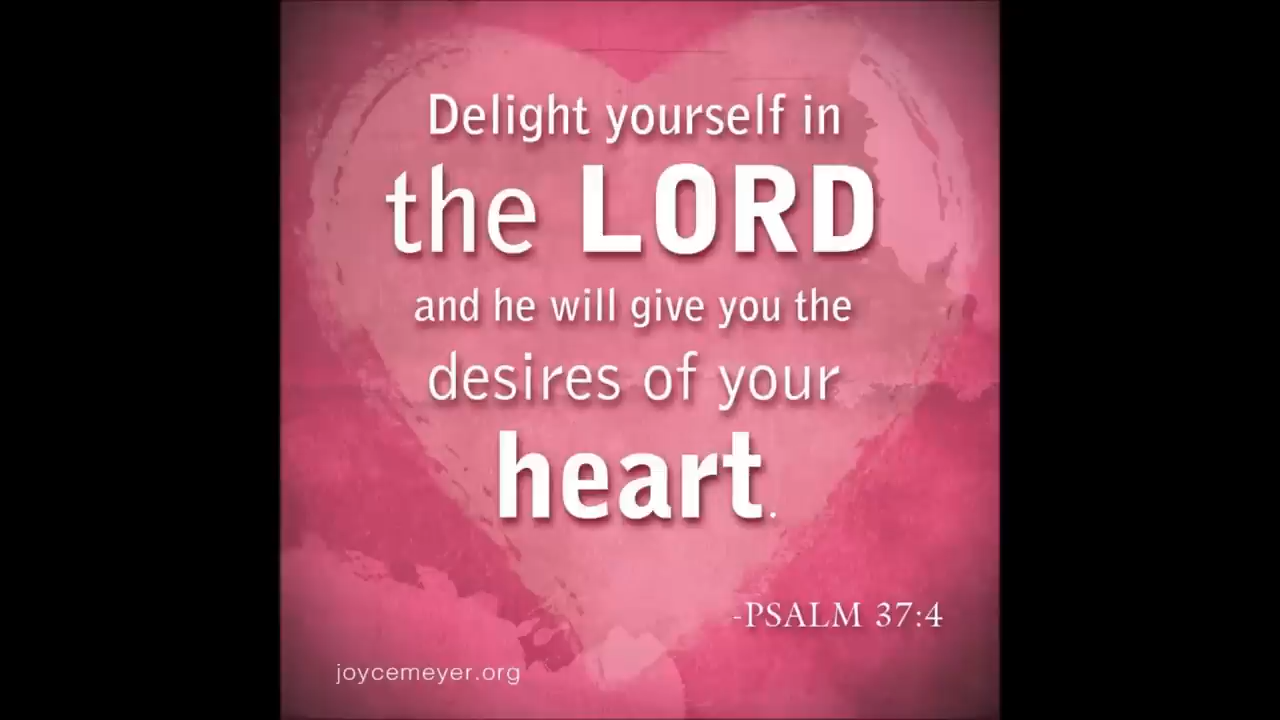 Delight yourself in
the LORD
and he will give you the
desires of your
heart.
-PSALM 37:4
joycemeyer.org